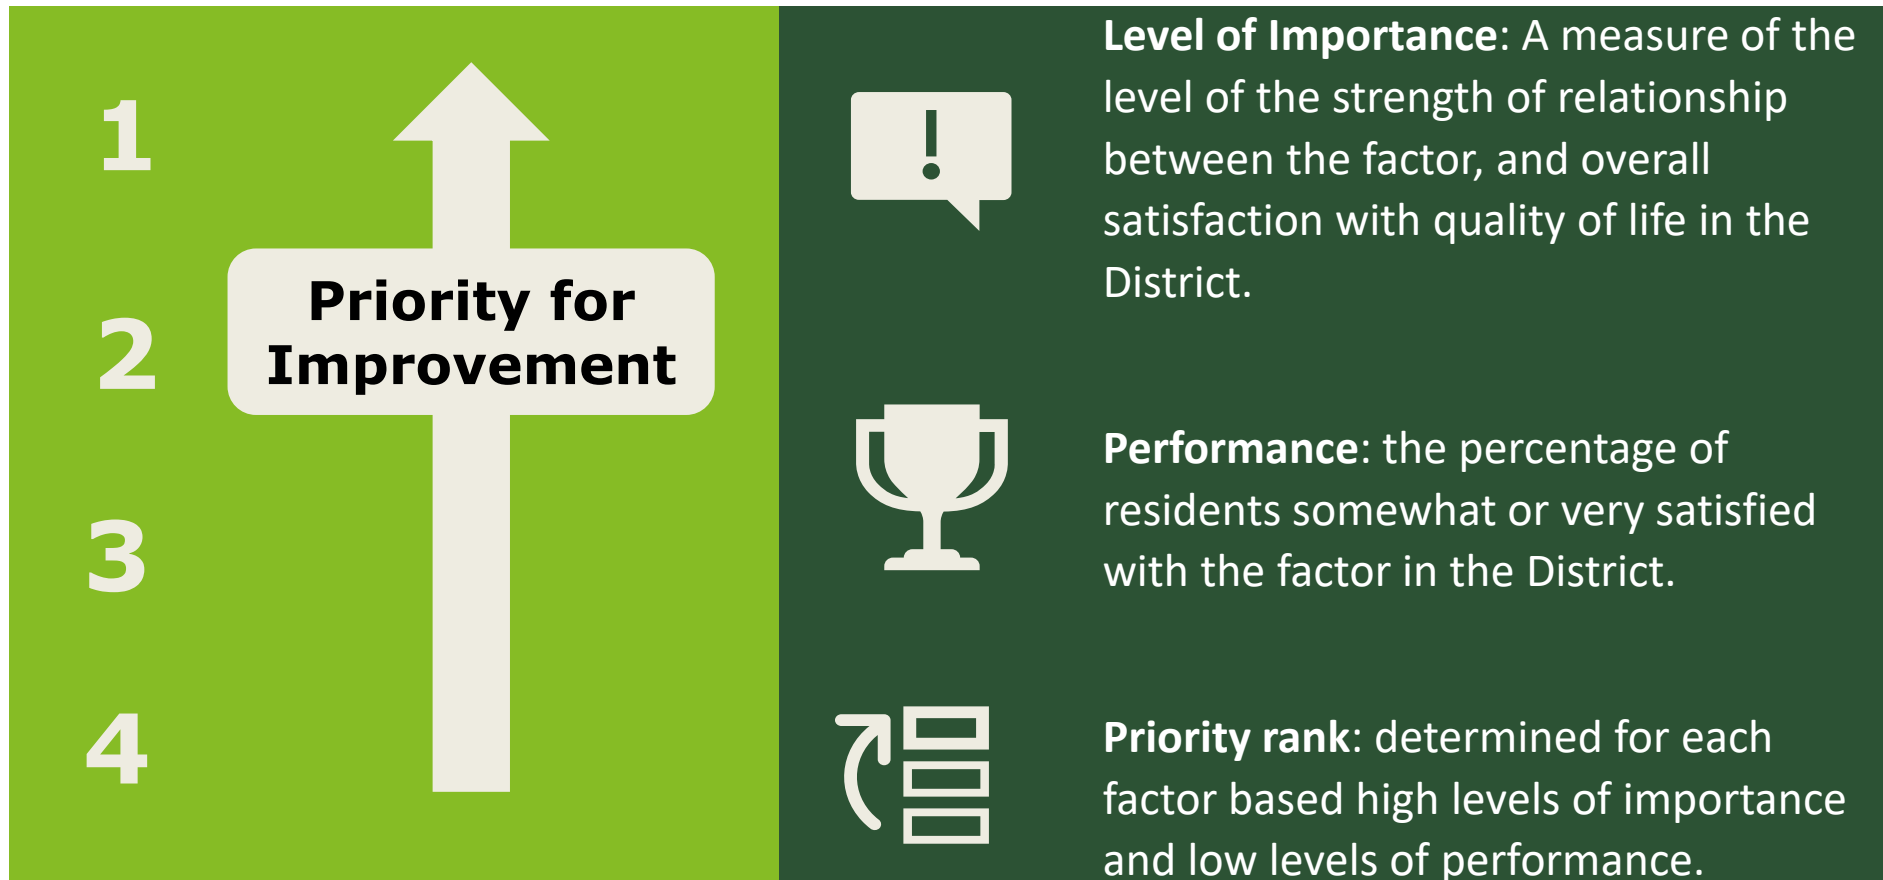 1
2
3
4
Priority for
Improvement
!
Level of Importance: A measure of the
level of the strength of relationship
between the factor, and overall
satisfaction with quality of life in the
District.
Performance: the percentage of
residents somewhat or very satisfied
with the factor in the District.
Priority rank: determined for each
factor based high levels of importance
and low levels of performance.